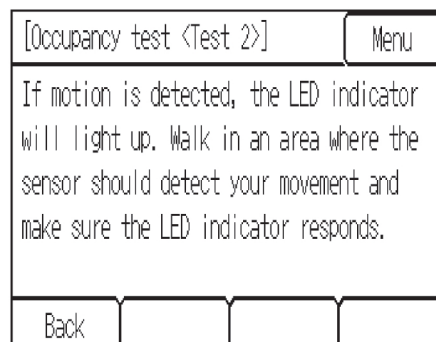 [Occupancy test <Test 2>]
Menu
If motion is detected, the LED indicator
will light up. Walk in an area where the
sensor should detect your movement and
make sure the LED indicator responds.
Back